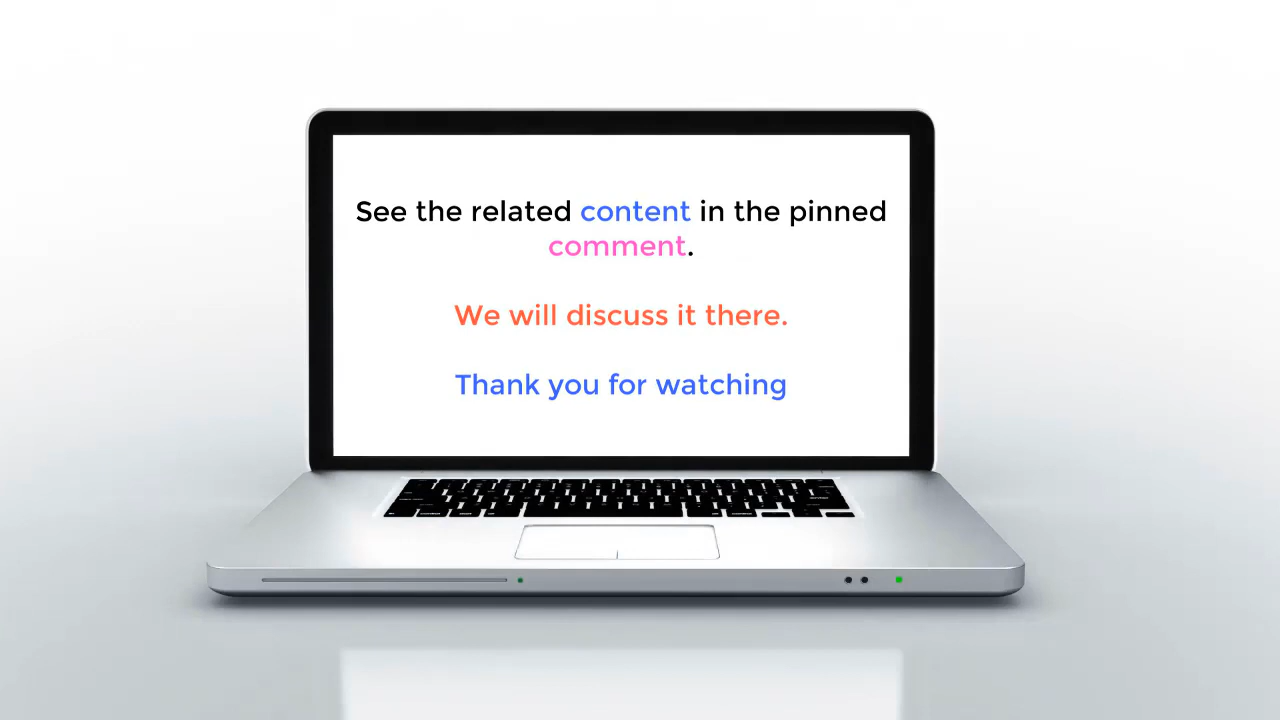 See the related content in the pinned
comment.
We will discuss it there.
Thank you for watching